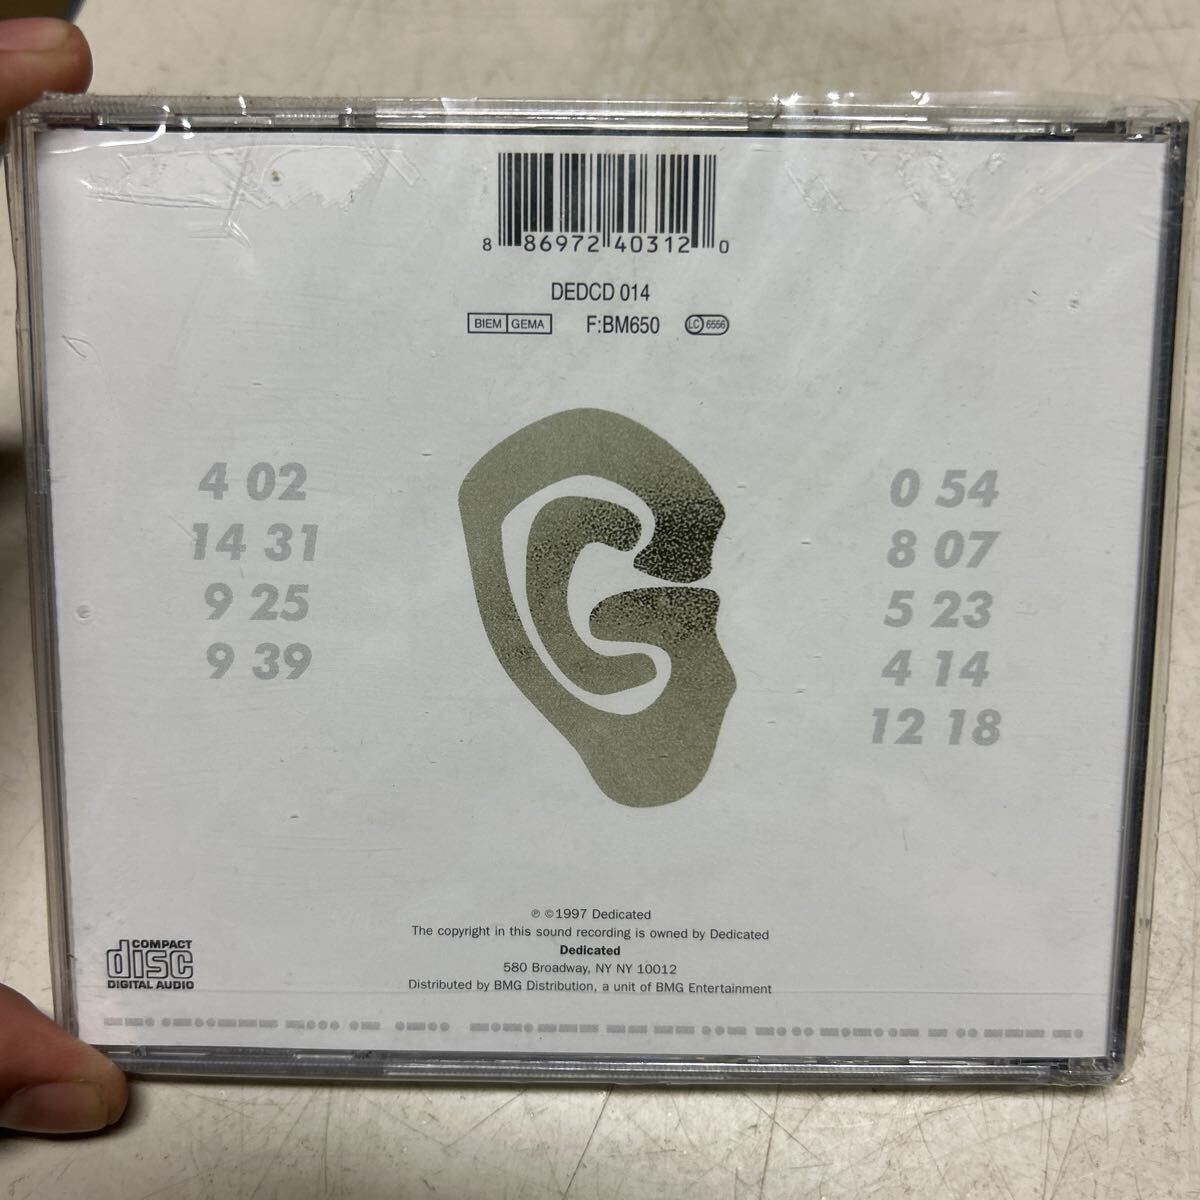 8 86972 40312 0
DEDCD 014
BIEM GEMA F:BM650 LC 6556
4 02
14 31
9 25
9 39
0 54
8 07
5 23
4 14
12 18
℗ ©1997 Dedicated
The copyright in this sound recording is owned by Dedicated
Dedicated
580 Broadway, NY NY 10012
Distributed by BMG Distribution, a unit of BMG Entertainment
COMPACT
disc
DIGITAL AUDIO